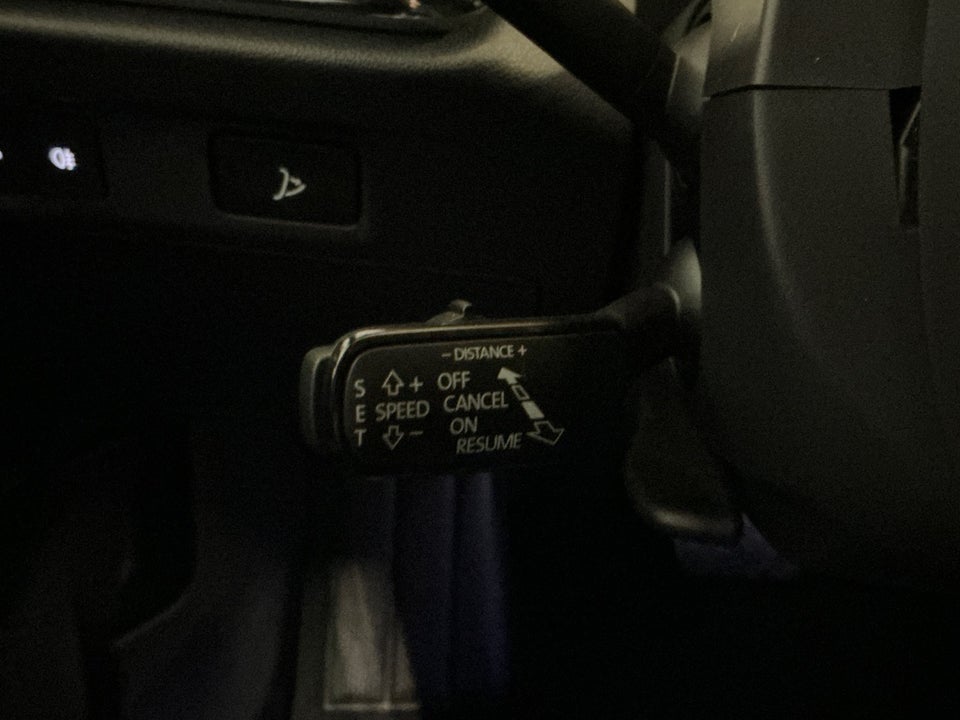 - DISTANCE +
S + OFF
E SPEED CANCEL
T - ON
RESUME